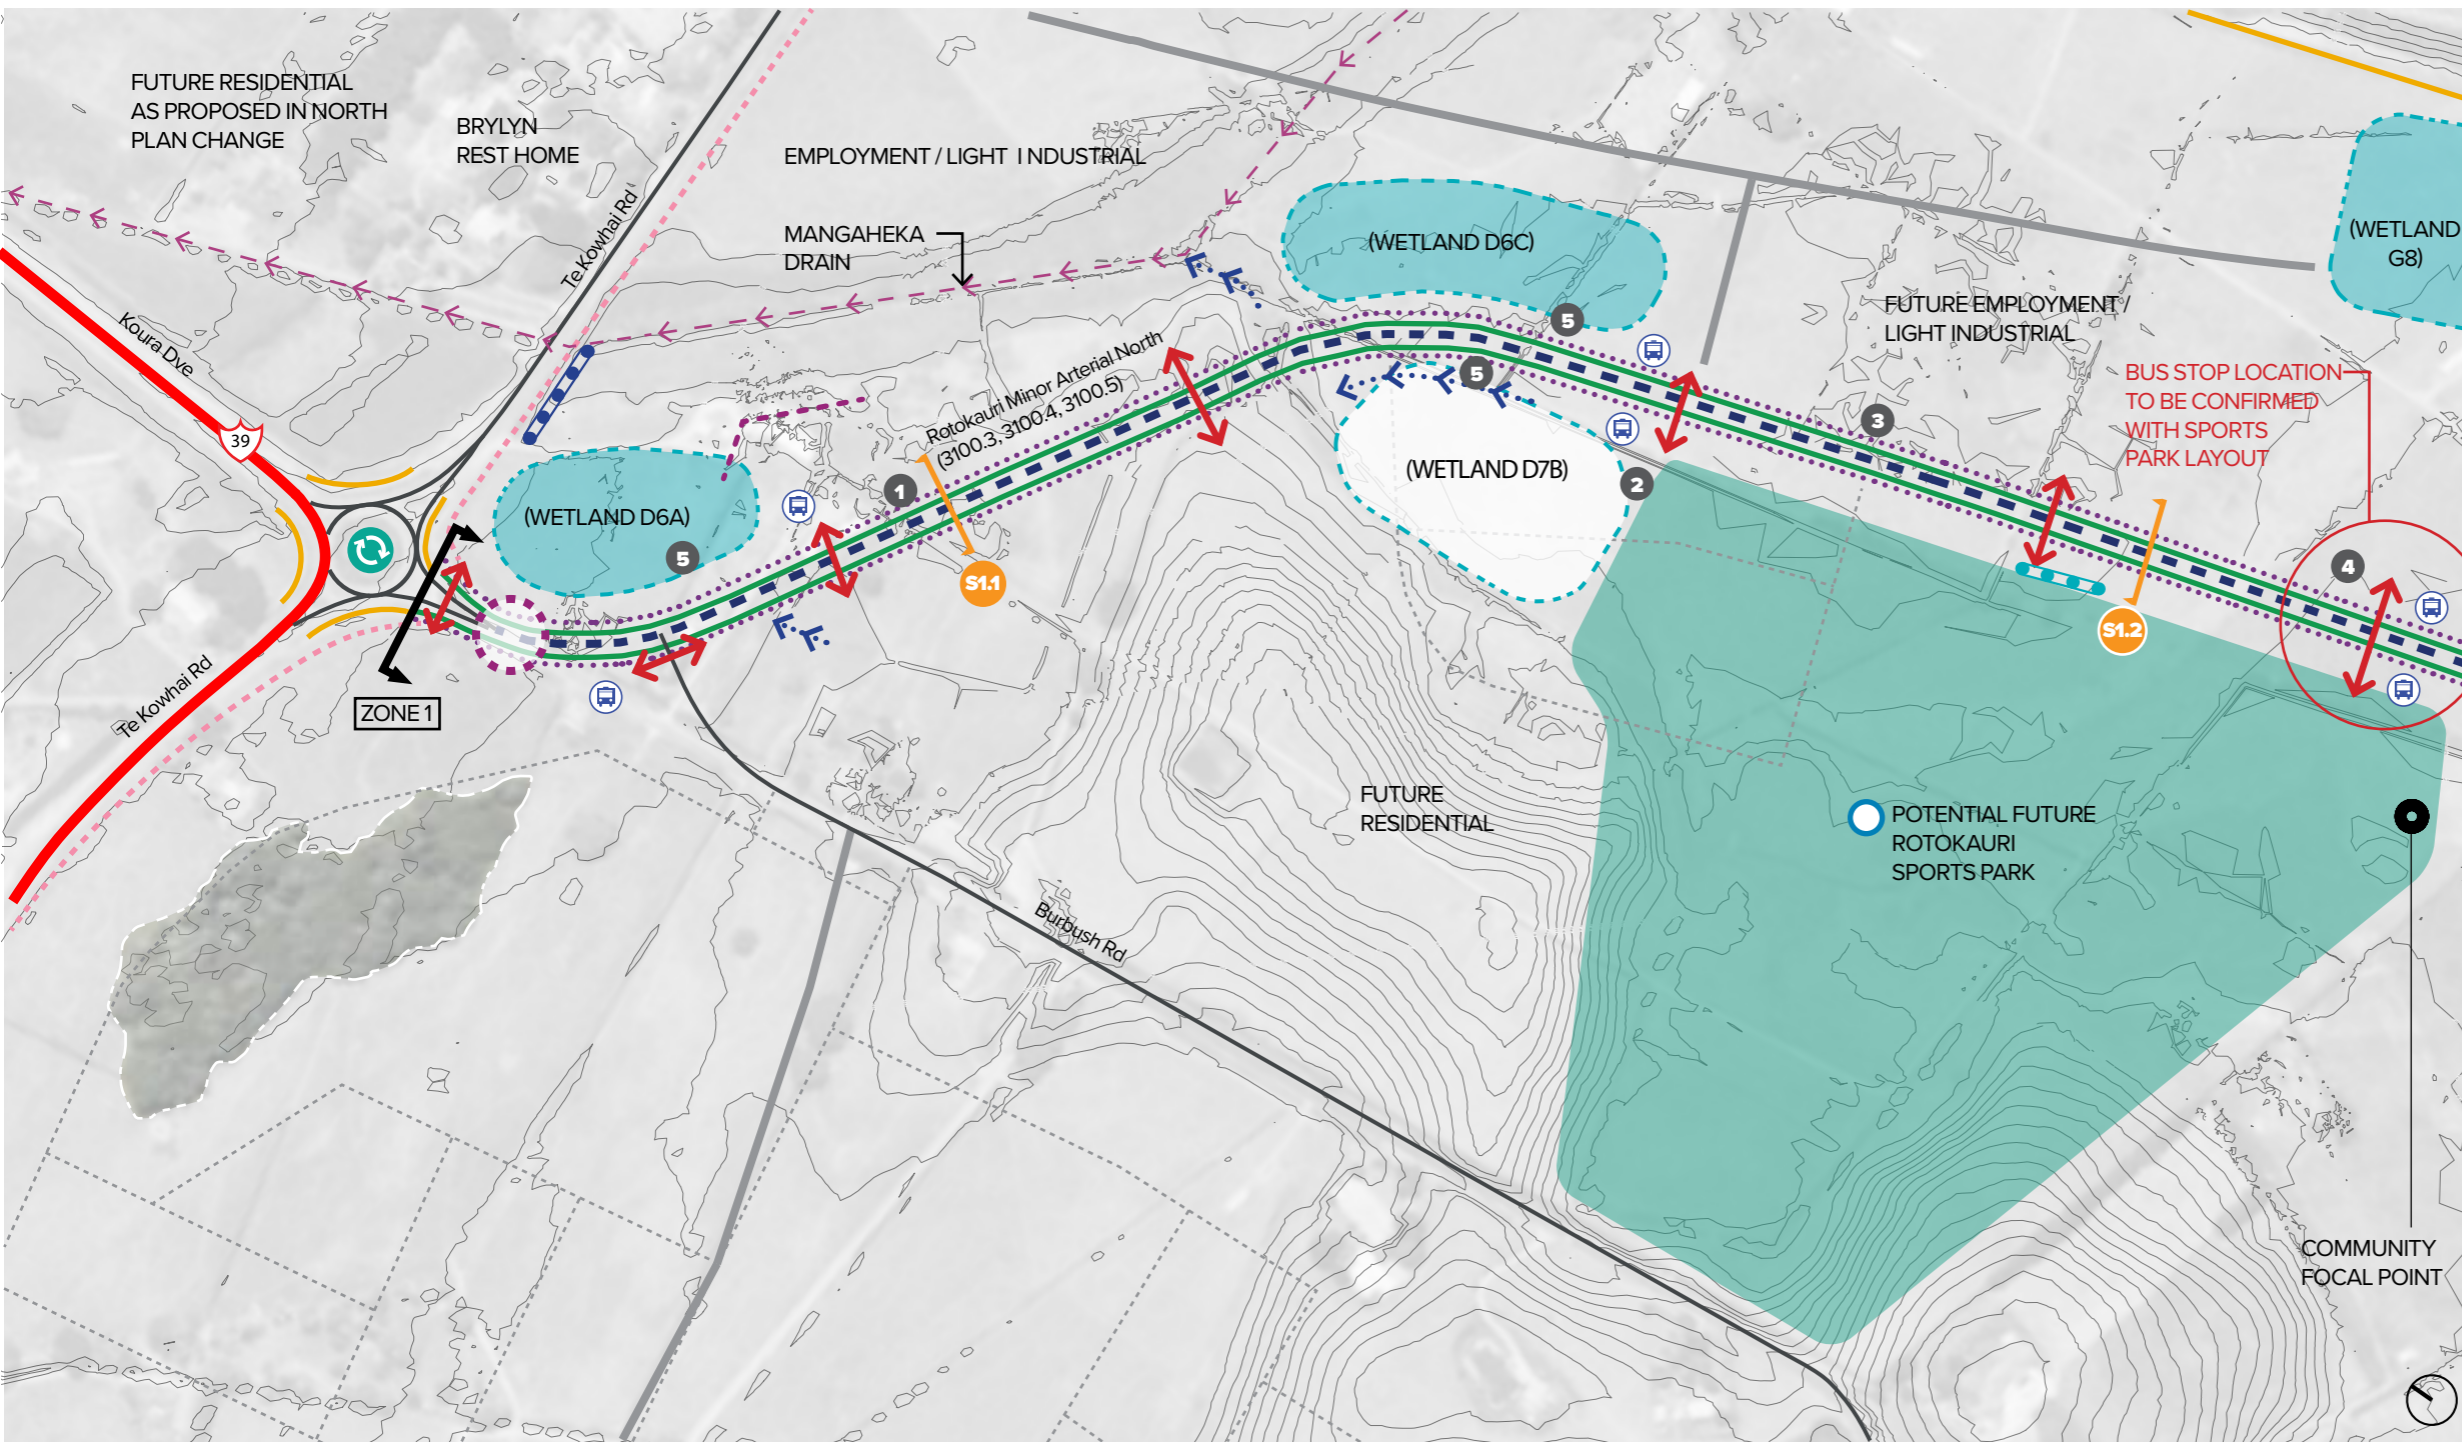 FUTURE RESIDENTIAL
AS PROPOSED IN NORTH
PLAN CHANGE
BRYLYN
REST HOME
EMPLOYMENT / LIGHT I NDUSTRIAL
Te Kowhai Rd
MANGAHEKA
DRAIN
(WETLAND D6C)
(WETLAND
G8)
FUTURE EMPLOYMENT /
LIGHT INDUSTRIAL
BUS STOP LOCATION
TO BE CONFIRMED
WITH SPORTS
PARK LAYOUT
Koura Dve
39
Rotokauri Minor Arterial North
(3100.3, 3100.4, 3100.5)
5
5
3
1
2
(WETLAND D7B)
(WETLAND D6A)
5
S1.1
4
S1.2
Te Kowhai Rd
ZONE 1
FUTURE
RESIDENTIAL
POTENTIAL FUTURE
ROTOKAURI
SPORTS PARK
Burbush Rd
COMMUNITY
FOCAL POINT